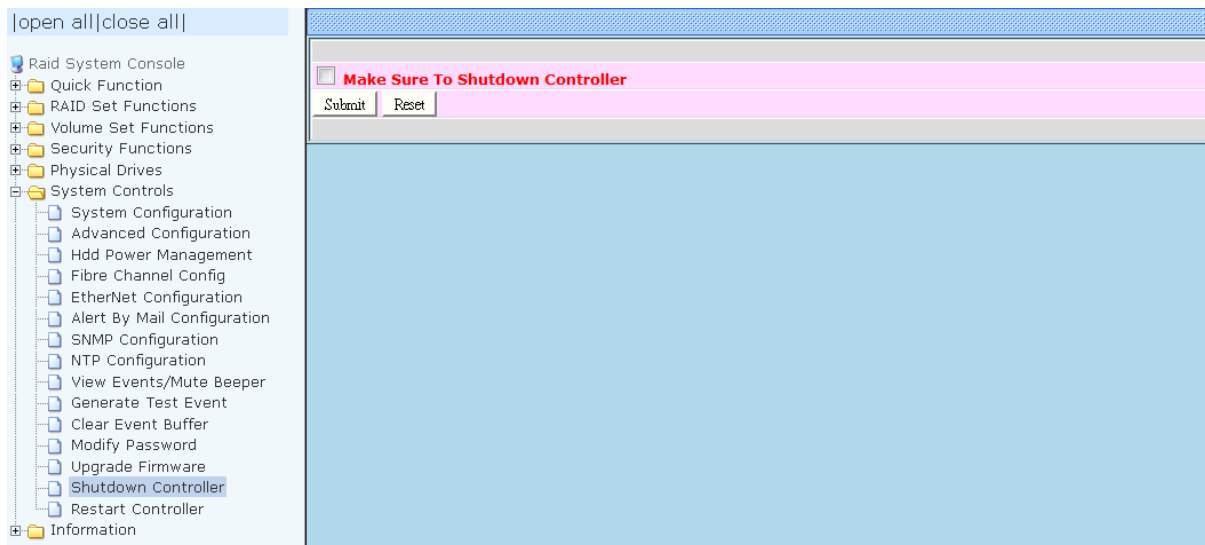 |open all|close all|
Raid System Console
Quick Function
RAID Set Functions
Volume Set Functions
Security Functions
Physical Drives
System Controls
System Configuration
Advanced Configuration
Hdd Power Management
Fibre Channel Config
EtherNet Configuration
Alert By Mail Configuration
SNMP Configuration
NTP Configuration
View Events/Mute Beeper
Generate Test Event
Clear Event Buffer
Modify Password
Upgrade Firmware
Shutdown Controller
Restart Controller
Information
Make Sure To Shutdown Controller
Submit Reset